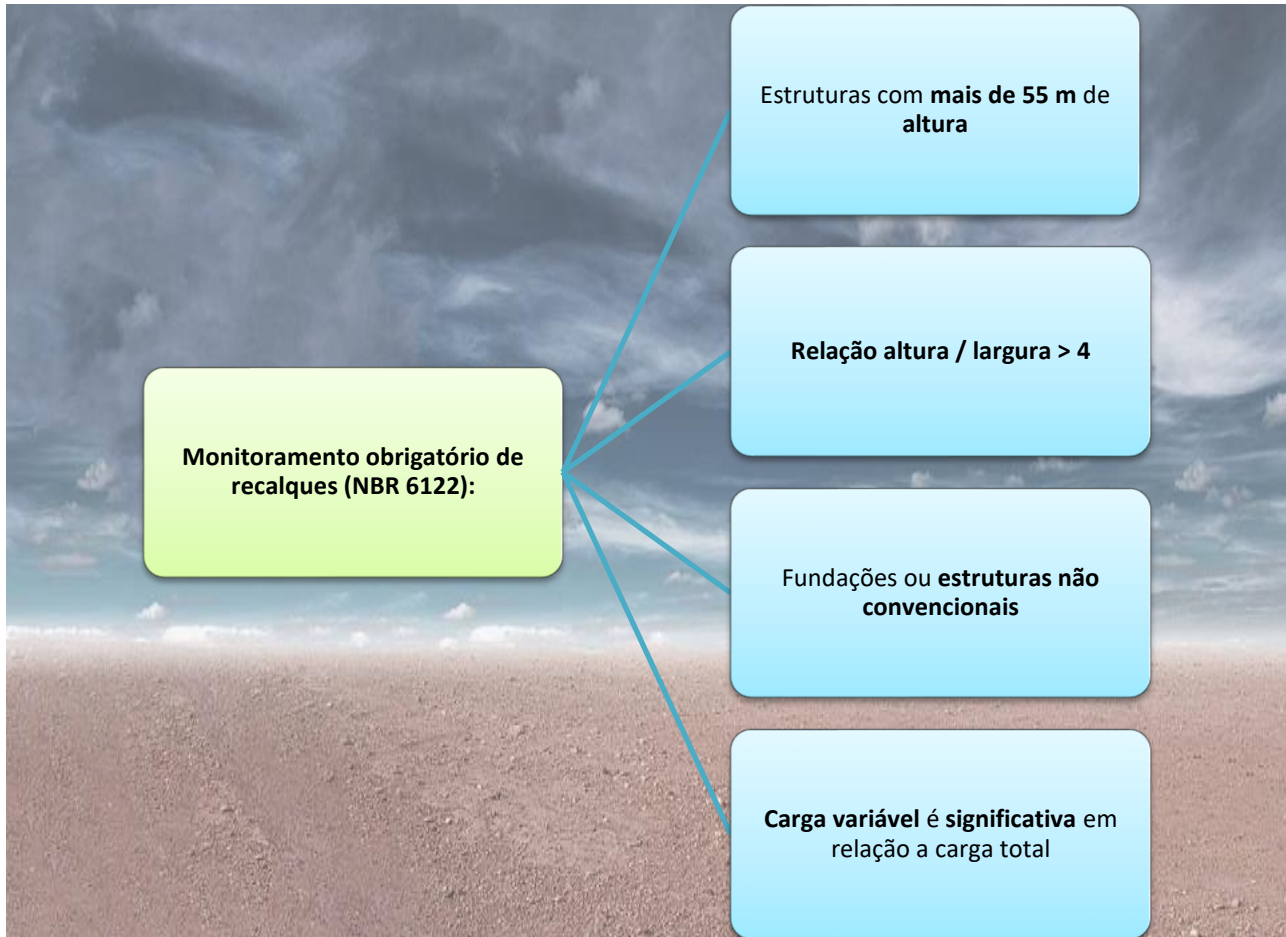 Estruturas com mais de 55 m de
altura
Relação altura / largura > 4
Monitoramento obrigatório de
recalques (NBR 6122):
Fundações ou estruturas não
convencionais
Carga variável é significativa em
relação a carga total